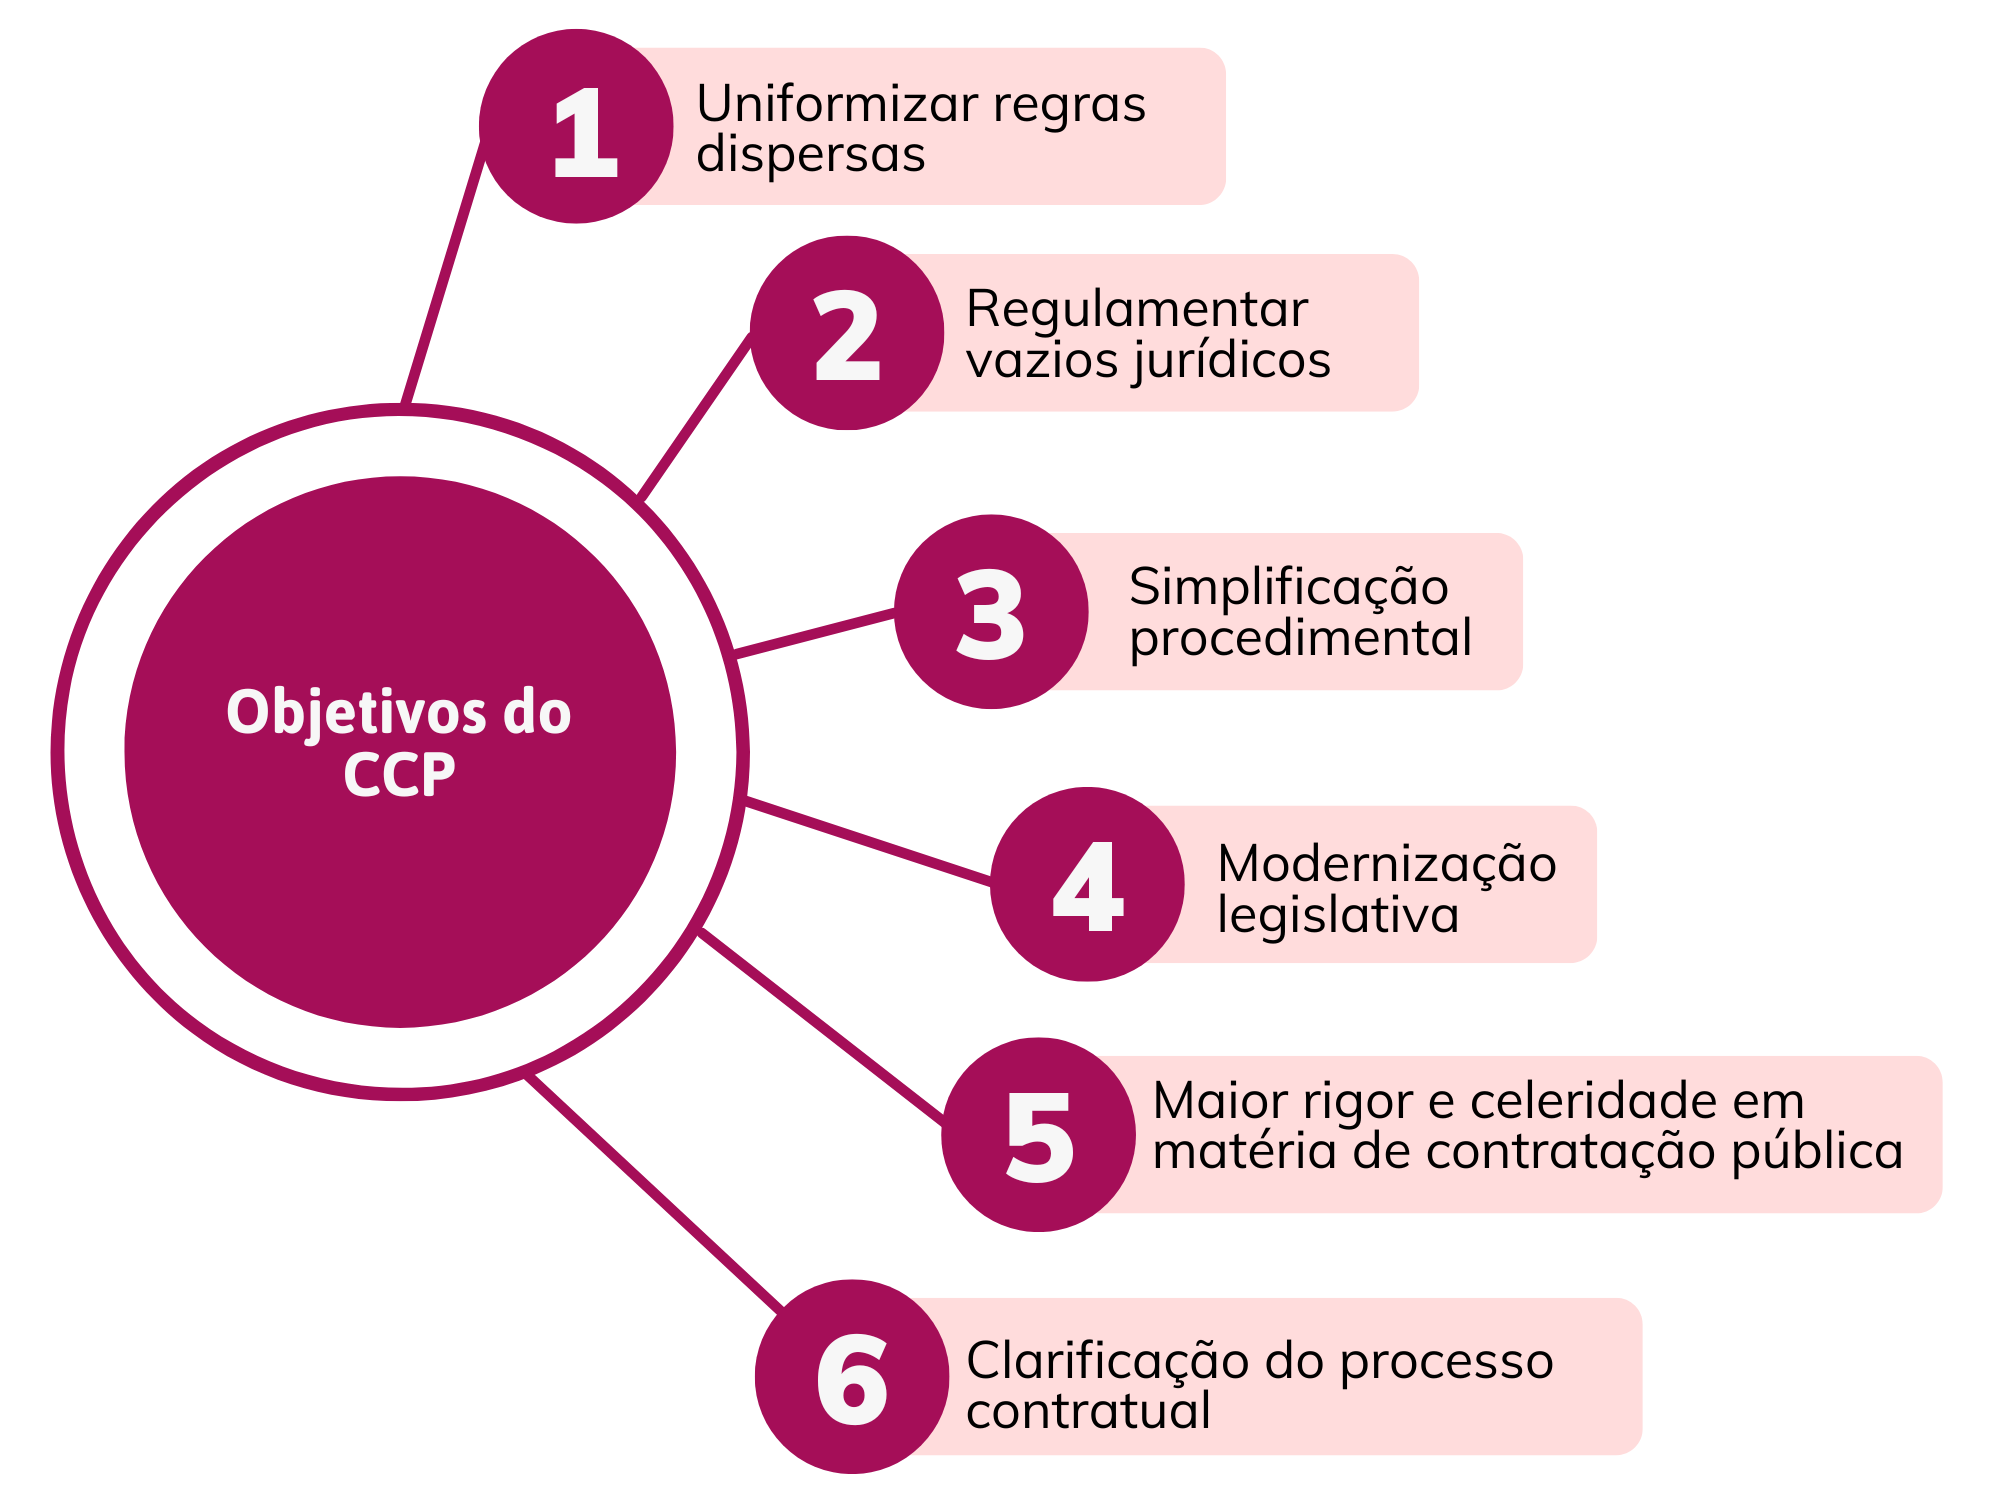 1
Uniformizar regras
dispersas
2
Regulamentar
vazios jurídicos
3
Simplificação
procedimental
Objetivos do
CCP
4
Modernização
legislativa
5
Maior rigor e celeridade em
matéria de contratação pública
6
Clarificação do processo
contratual